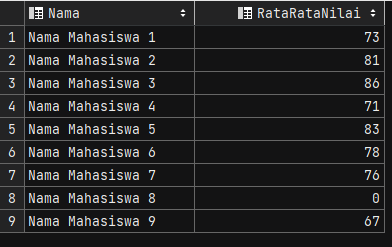 Nama RataRataNilai
1 Nama Mahasiswa 1 73
2 Nama Mahasiswa 2 81
3 Nama Mahasiswa 3 86
4 Nama Mahasiswa 4 71
5 Nama Mahasiswa 5 83
6 Nama Mahasiswa 6 78
7 Nama Mahasiswa 7 76
8 Nama Mahasiswa 8 0
9 Nama Mahasiswa 9 67